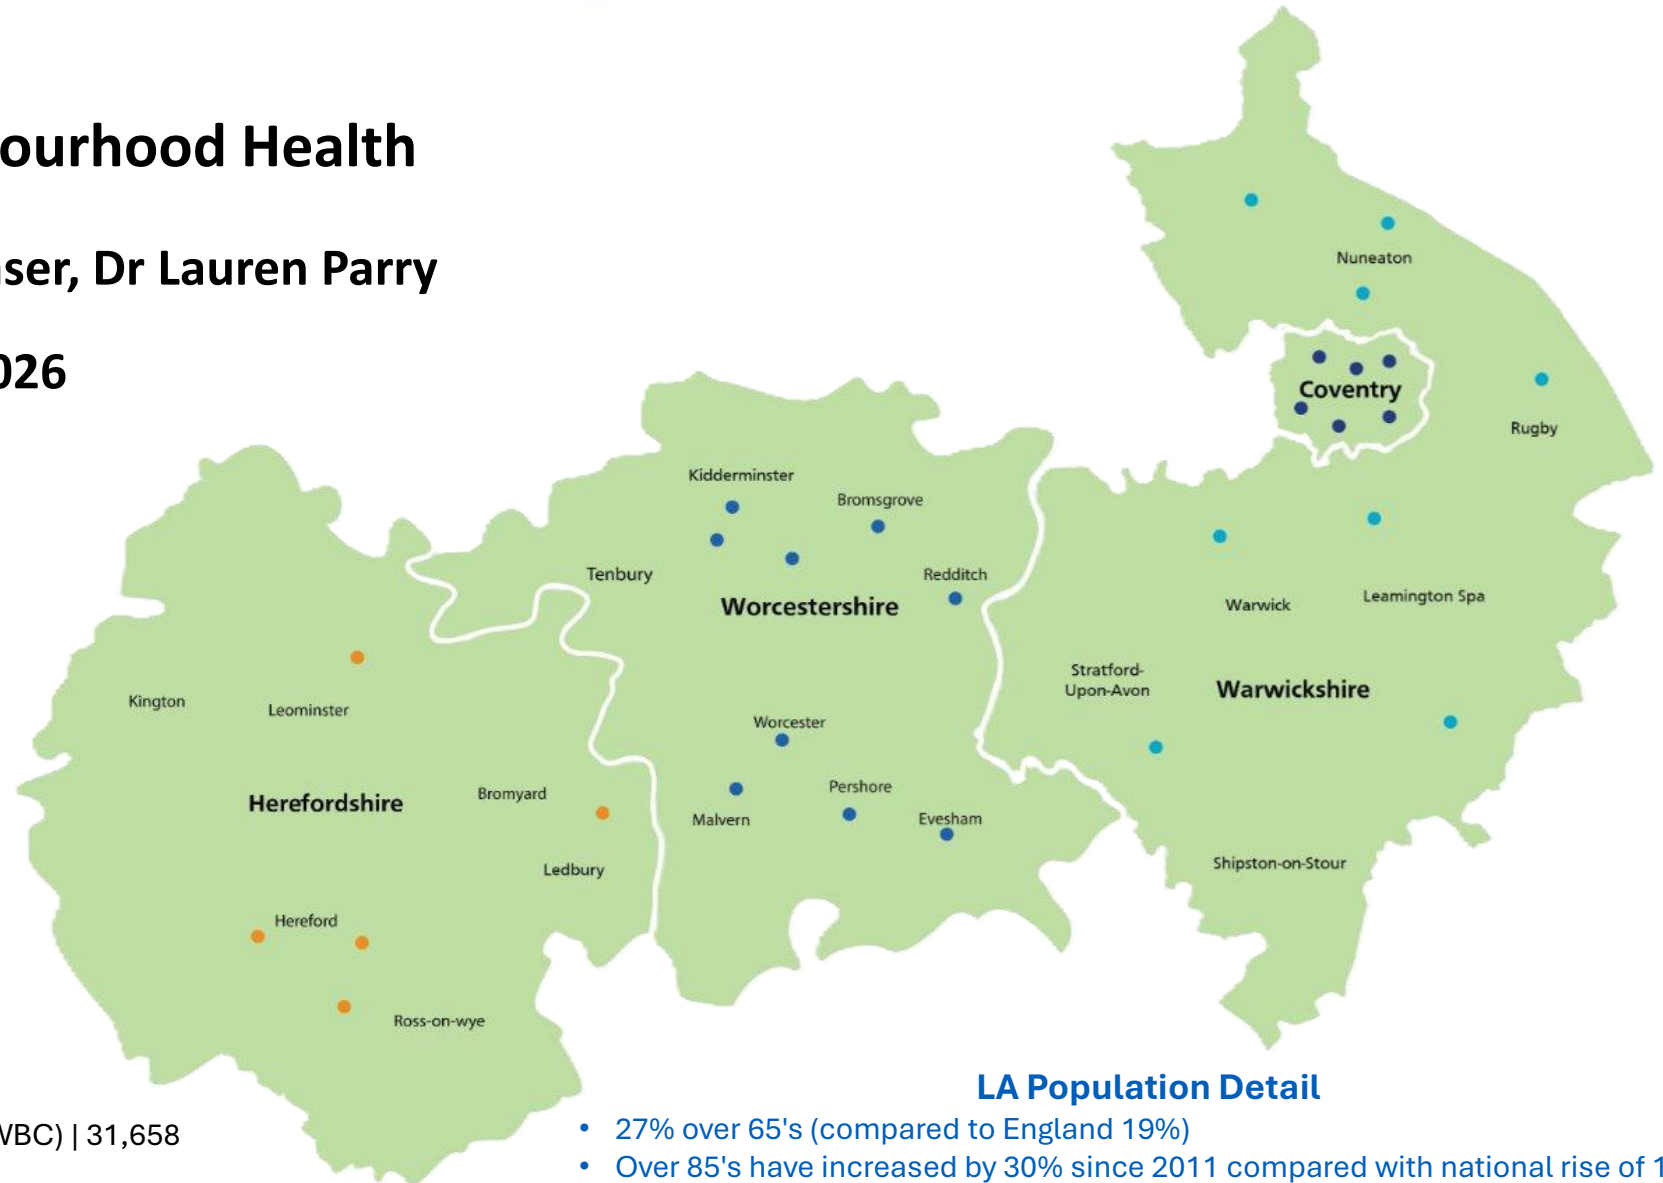 ourhood Health
ser, Dr Lauren Parry
026
Nuneaton
Coventry
Rugby
Kidderminster
Bromsgrove
Tenbury
Redditch
Worcestershire
Warwick
Leamington Spa
Stratford-
Upon-Avon
Warwickshire
Kington
Leominster
Worcester
Herefordshire
Bromyard
Pershore
Malvern
Evesham
Ledbury
Shipston-on-Stour
Hereford
Ross-on-wye
LA Population Detail
WBC) | 31,658
• 27% over 65's (compared to England 19%)
• Over 85's have increased by 30% since 2011 compared with national rise of 1